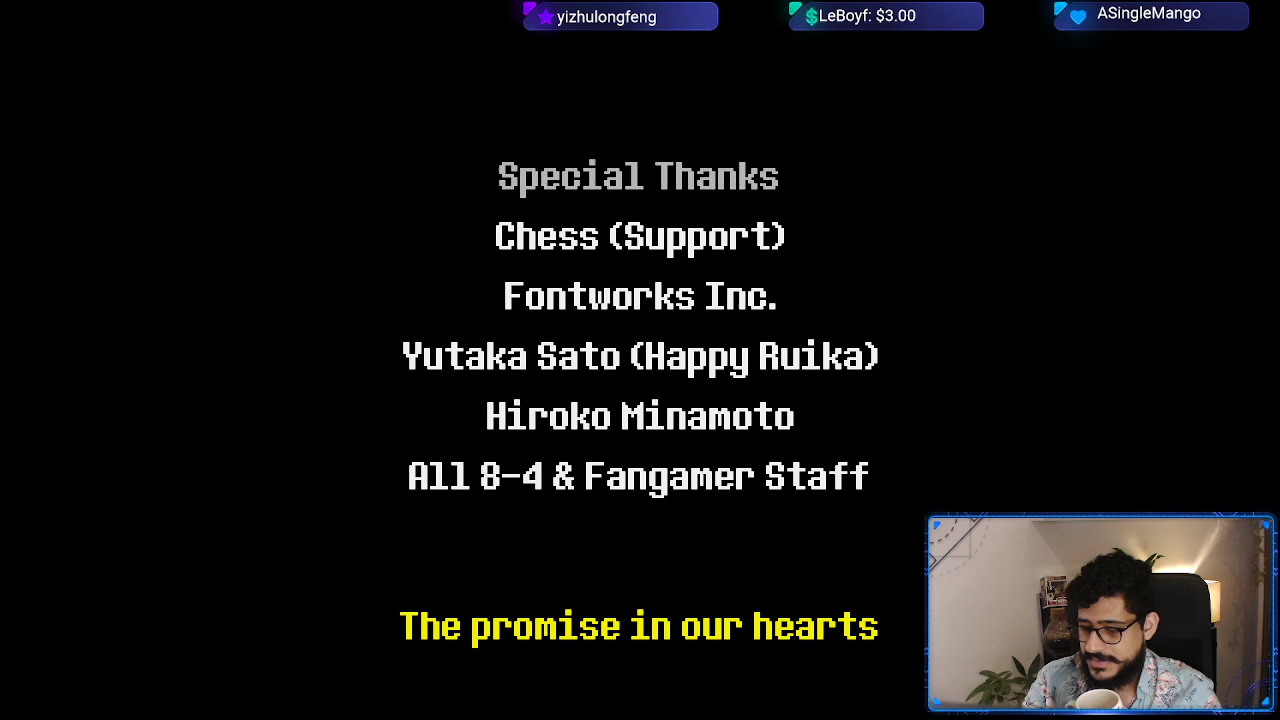 yizhulongfeng
$LeBoyf: $3.00
ASingleMango
Special Thanks
Chess (Support)
Fontworks Inc.
Yutaka Sato (Happy Ruika)
Hiroko Minamoto
All 8-4 & Fangamer Staff
The promise in our hearts